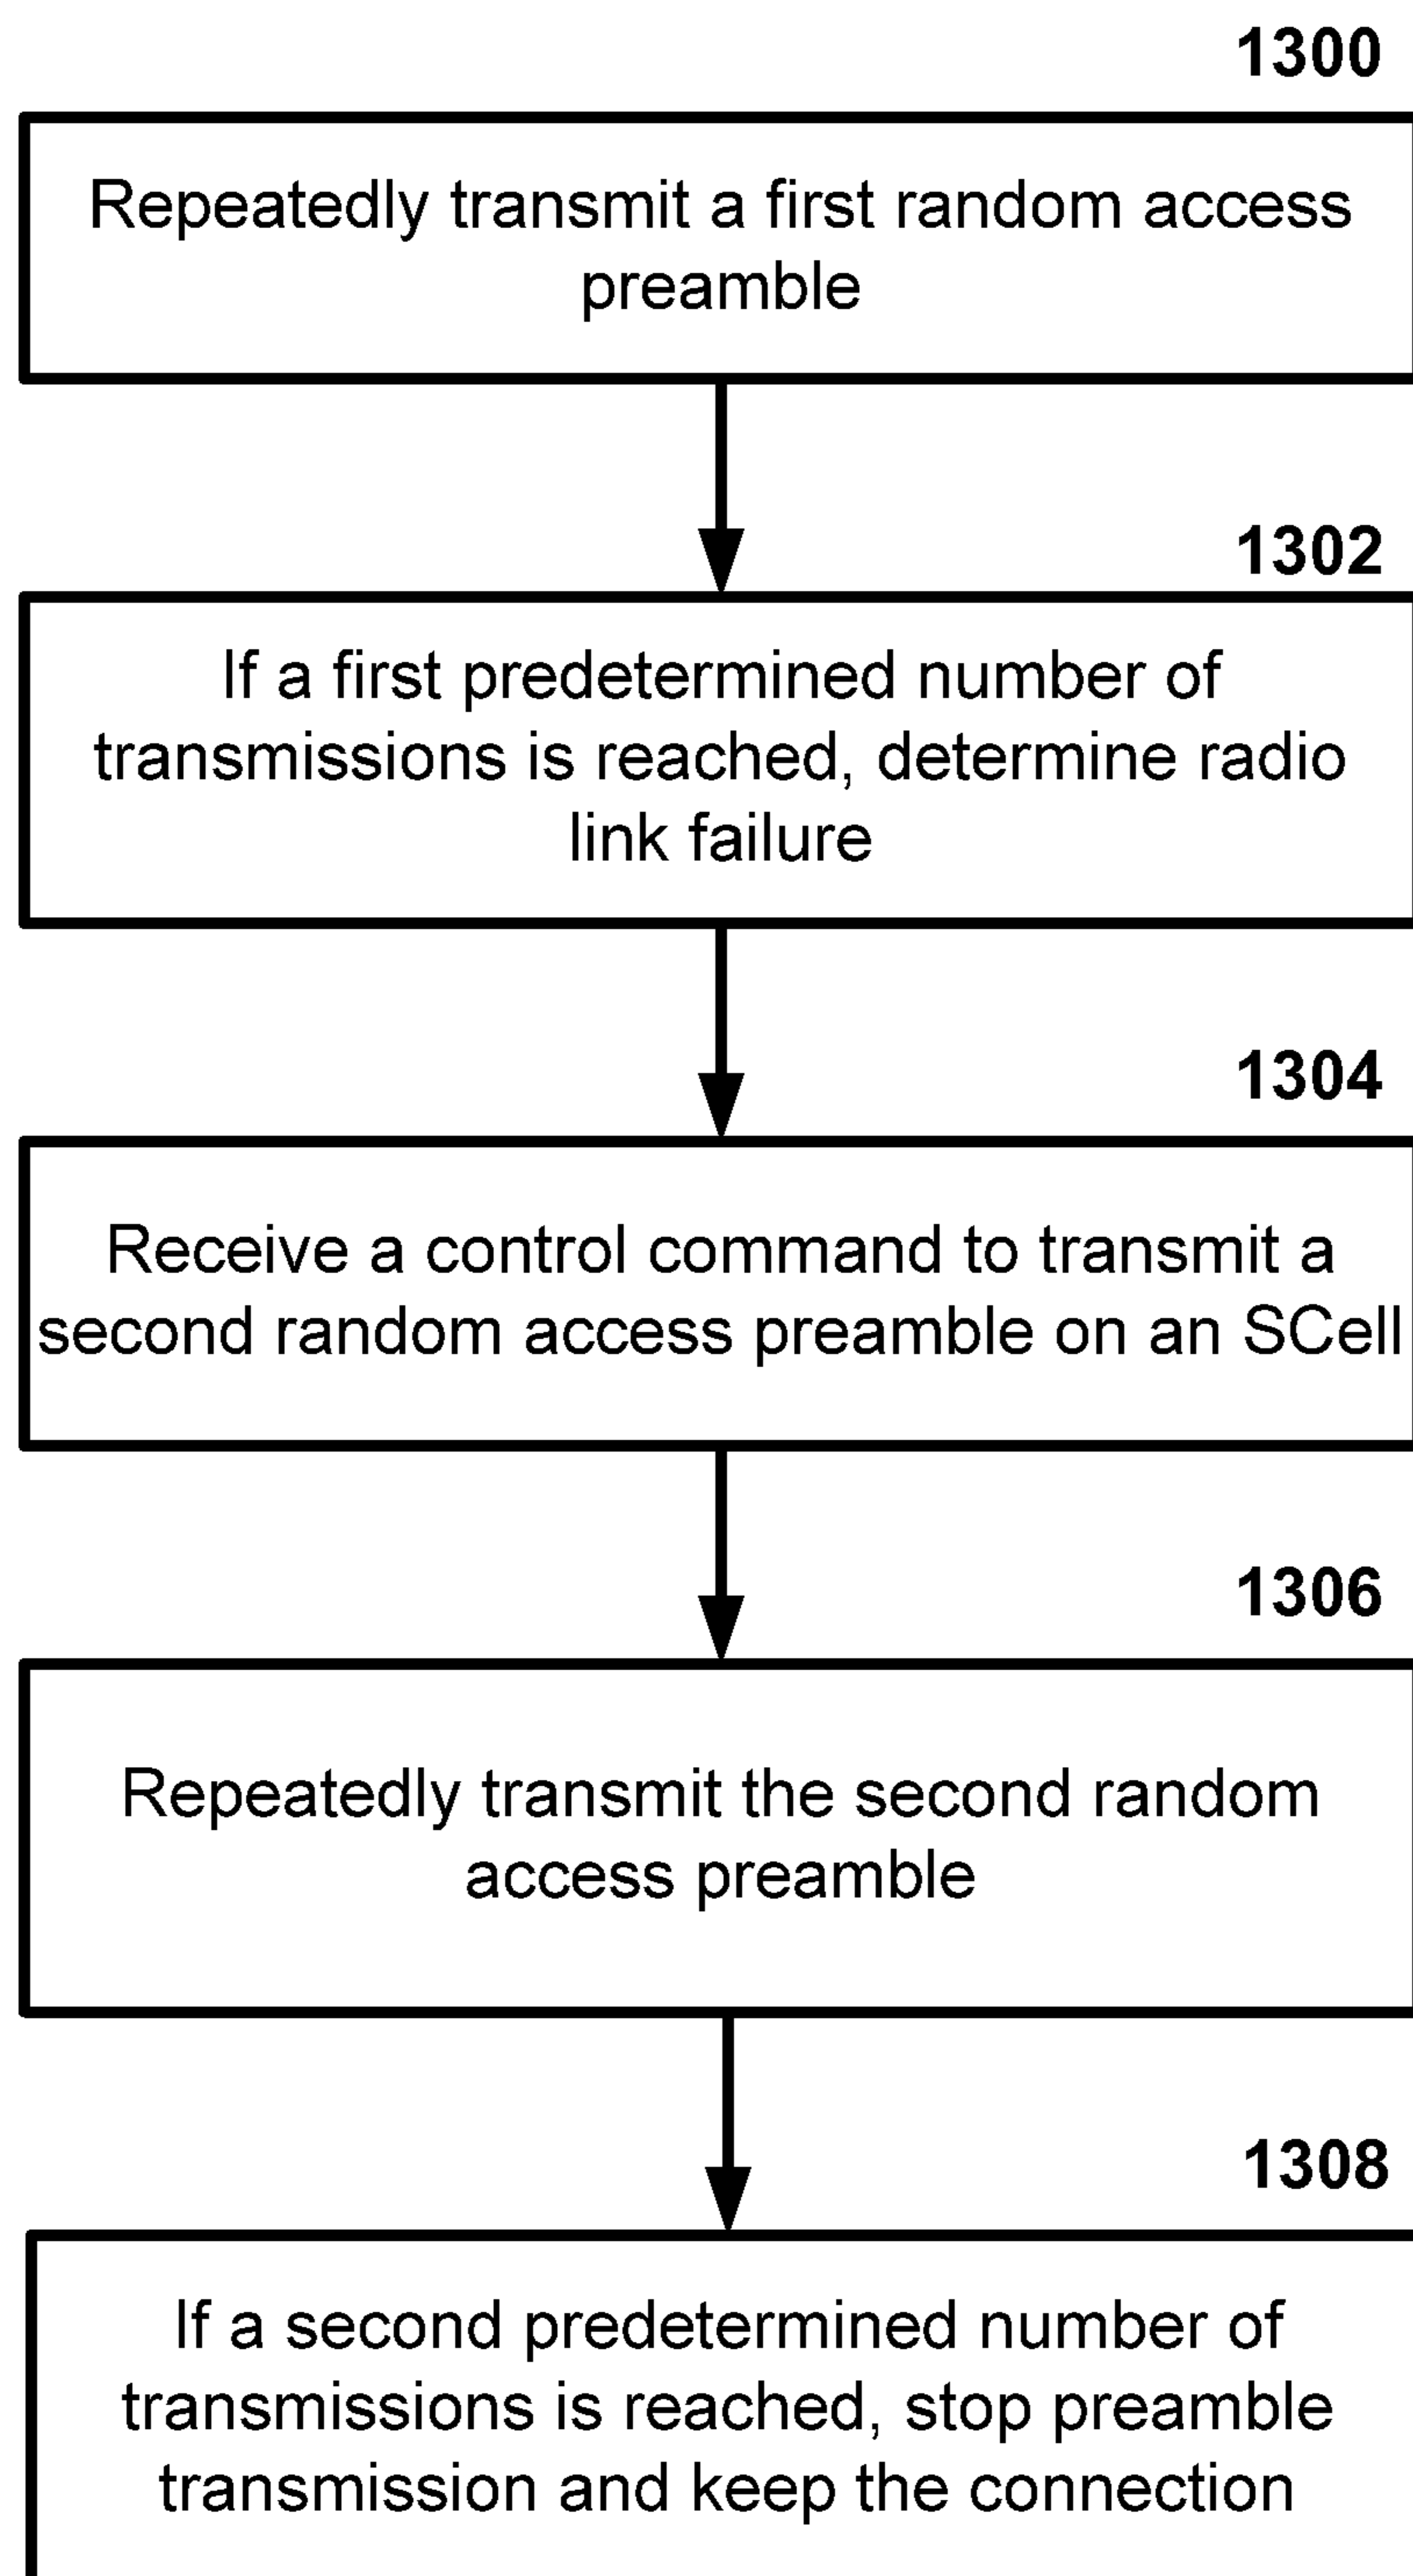 1300
Repeatedly transmit a first random access
preamble
1302
If a first predetermined number of
transmissions is reached, determine radio
link failure
1304
Receive a control command to transmit a
second random access preamble on an SCell
1306
Repeatedly transmit the second random
access preamble
1308
If a second predetermined number of
transmissions is reached, stop preamble
transmission and keep the connection